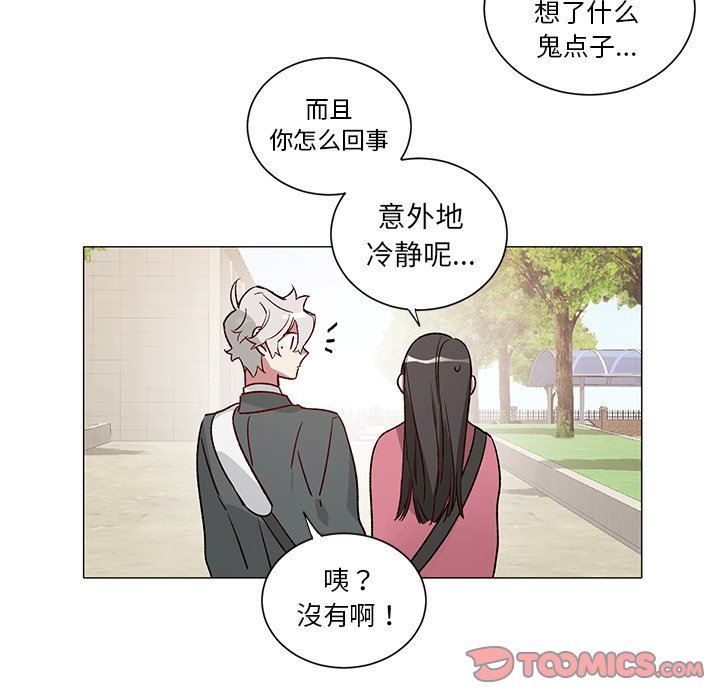 想了什么
鬼点子...
而且
你怎么回事
意外地
冷静呢...
咦？
沒有啊！
TOOMICS.COM